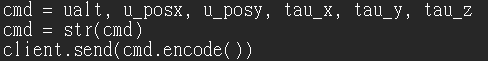 cmd = ualt, u_posx, u_posy, tau_x, tau_y, tau_z
cmd = str(cmd)
client.send(cmd.encode())